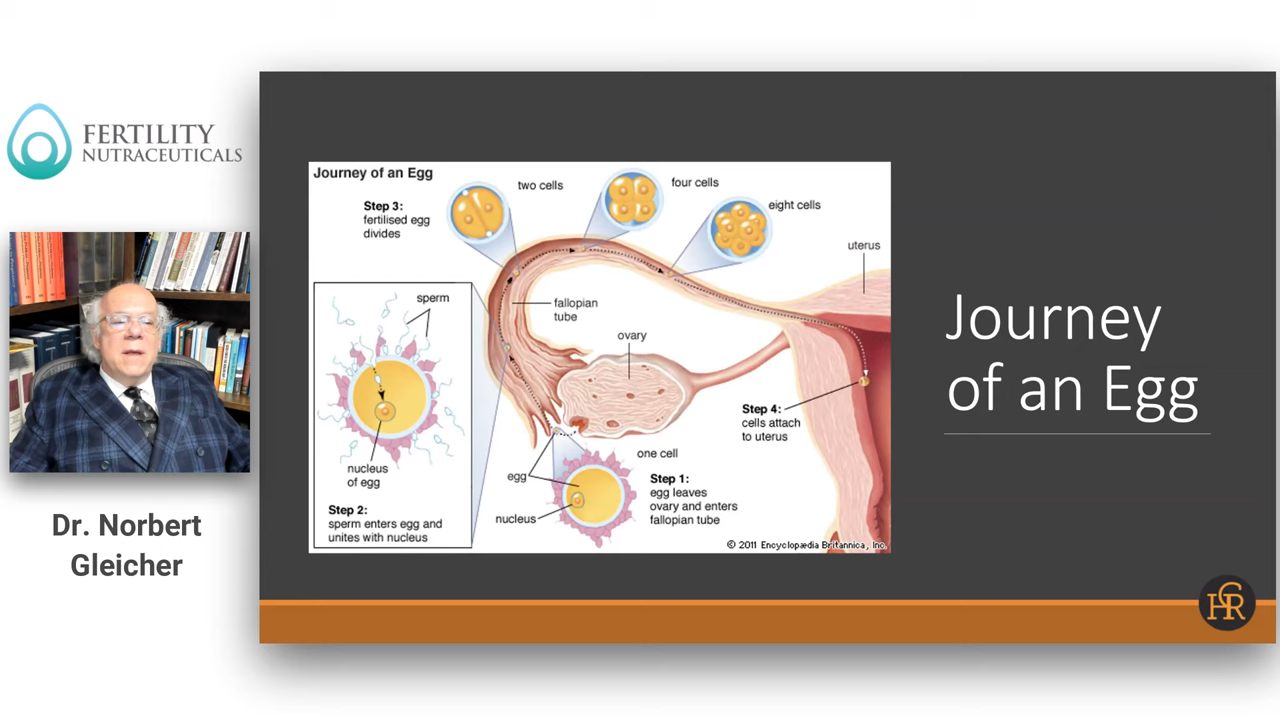 FERTILITY
NUTRACEUTICALS
Dr. Norbert
Gleicher
Journey of an Egg
Step 3:
fertilised egg
divides
two cells
four cells
eight cells
uterus
sperm
fallopian
tube
ovary
nucleus
of egg
Step 2:
sperm enters egg and
unites with nucleus
egg
nucleus
one cell
Step 1:
egg leaves
ovary and enters
fallopian tube
Step 4:
cells attach
to uterus
© 2011 Encyclopædia Britannica, Inc.
Journey
of an Egg
CHR